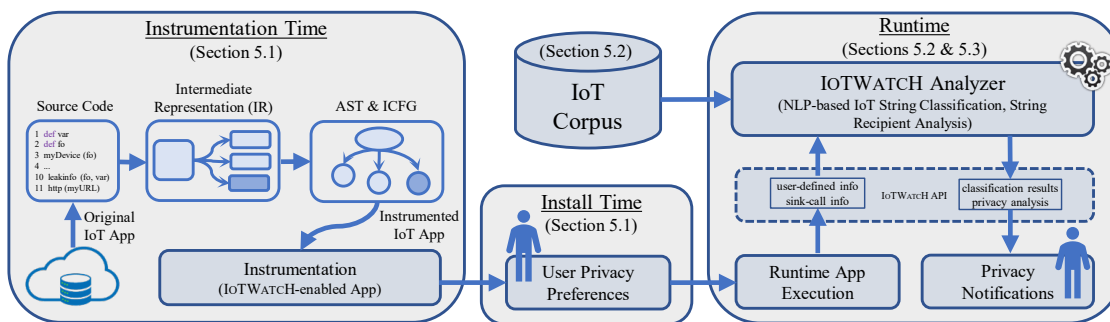 Instrumentation Time
(Section 5.1)
Source Code
1 def var
2 def fo
3 myDevice (fo)
4 ...
10 leakinfo (fo, var)
11 http (myURL)
Intermediate
Representation (IR)
AST & ICFG
Original
IoT App
Instrumented
IoT App
Instrumentation
(IOTWATCH-enabled App)
(Section 5.2)
IoT
Corpus
Install Time
(Section 5.1)
User Privacy
Preferences
Runtime
(Sections 5.2 & 5.3)
IOTWATCH Analyzer
(NLP-based IoT String Classification, String
Recipient Analysis)
user-defined info
sink-call info
IOTWATCH API
classification results
privacy analysis
Runtime App
Execution
Privacy
Notifications